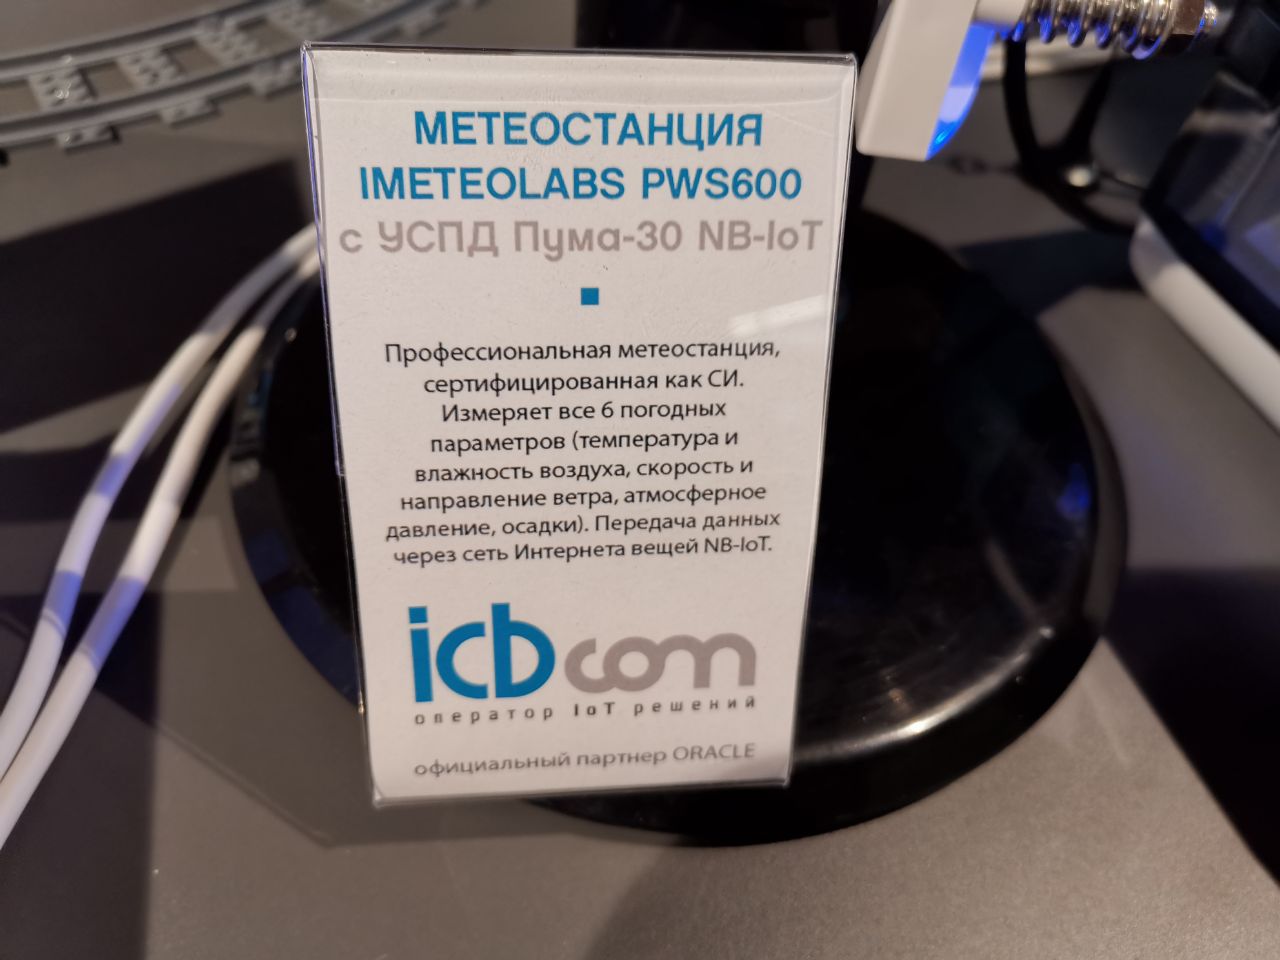 МЕТЕОСТАНЦИЯ
IMETEOLABS PWS600
с УСПД Пума-30 NB-IoT
Профессиональная метеостанция,
сертифицированная как СИ.
Измеряет все 6 погодных
параметров (температура и
влажность воздуха, скорость и
направление ветра, атмосферное
давление, осадки). Передача данных
через сеть Интернета вещей NB-IoT.
icbcom
оператор IoT решений
официальный партнер ORACLE